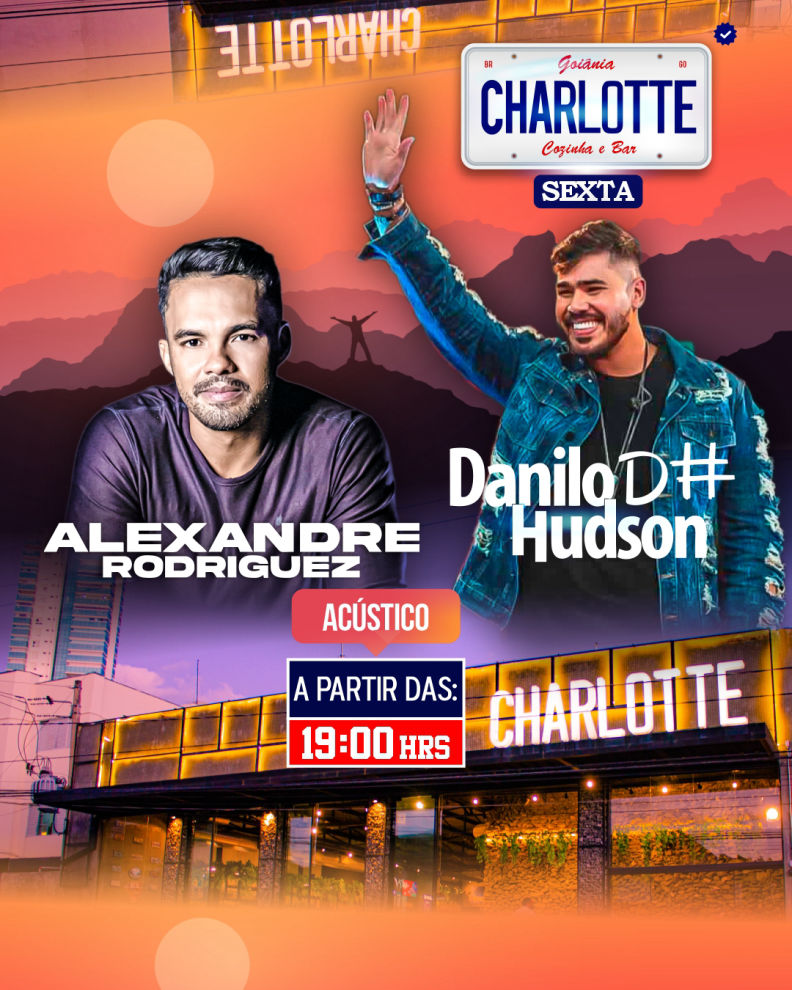 CHARLOTTE
BR Goiânia GO
CHARLOTTE
Cozinha e Bar
SEXTA
Danilo D#
Hudson
ALEXANDRE
RODRIGUEZ
ACÚSTICO
A PARTIR DAS:
19:00 HRS
CHARLOTTE